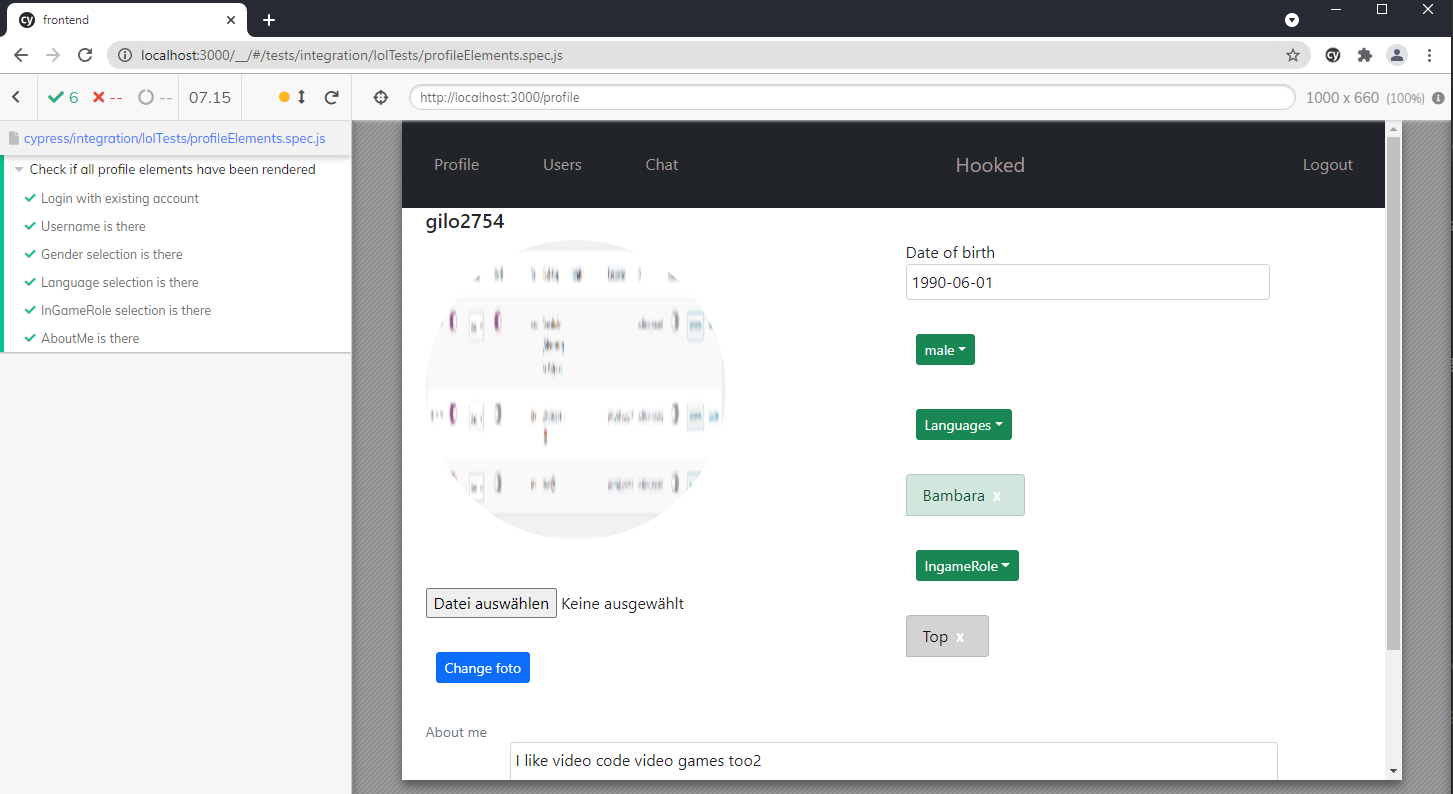 cy frontend
localhost:3000/__/#/tests/integration/lolTests/profileElements.spec.js
cy
6 -- -- 07.15
http://localhost:3000/profile
1000 x 660 (100%)
cypress/integration/lolTests/profileElements.spec.js
Check if all profile elements have been rendered
Login with existing account
Username is there
Gender selection is there
Language selection is there
InGameRole selection is there
AboutMe is there
Profile Users Chat Hooked Logout
gilo2754
Date of birth
1990-06-01
male
Languages
Bambara x
IngameRole
Top x
Datei auswählen Keine ausgewählt
Change foto
About me
I like video code video games too2